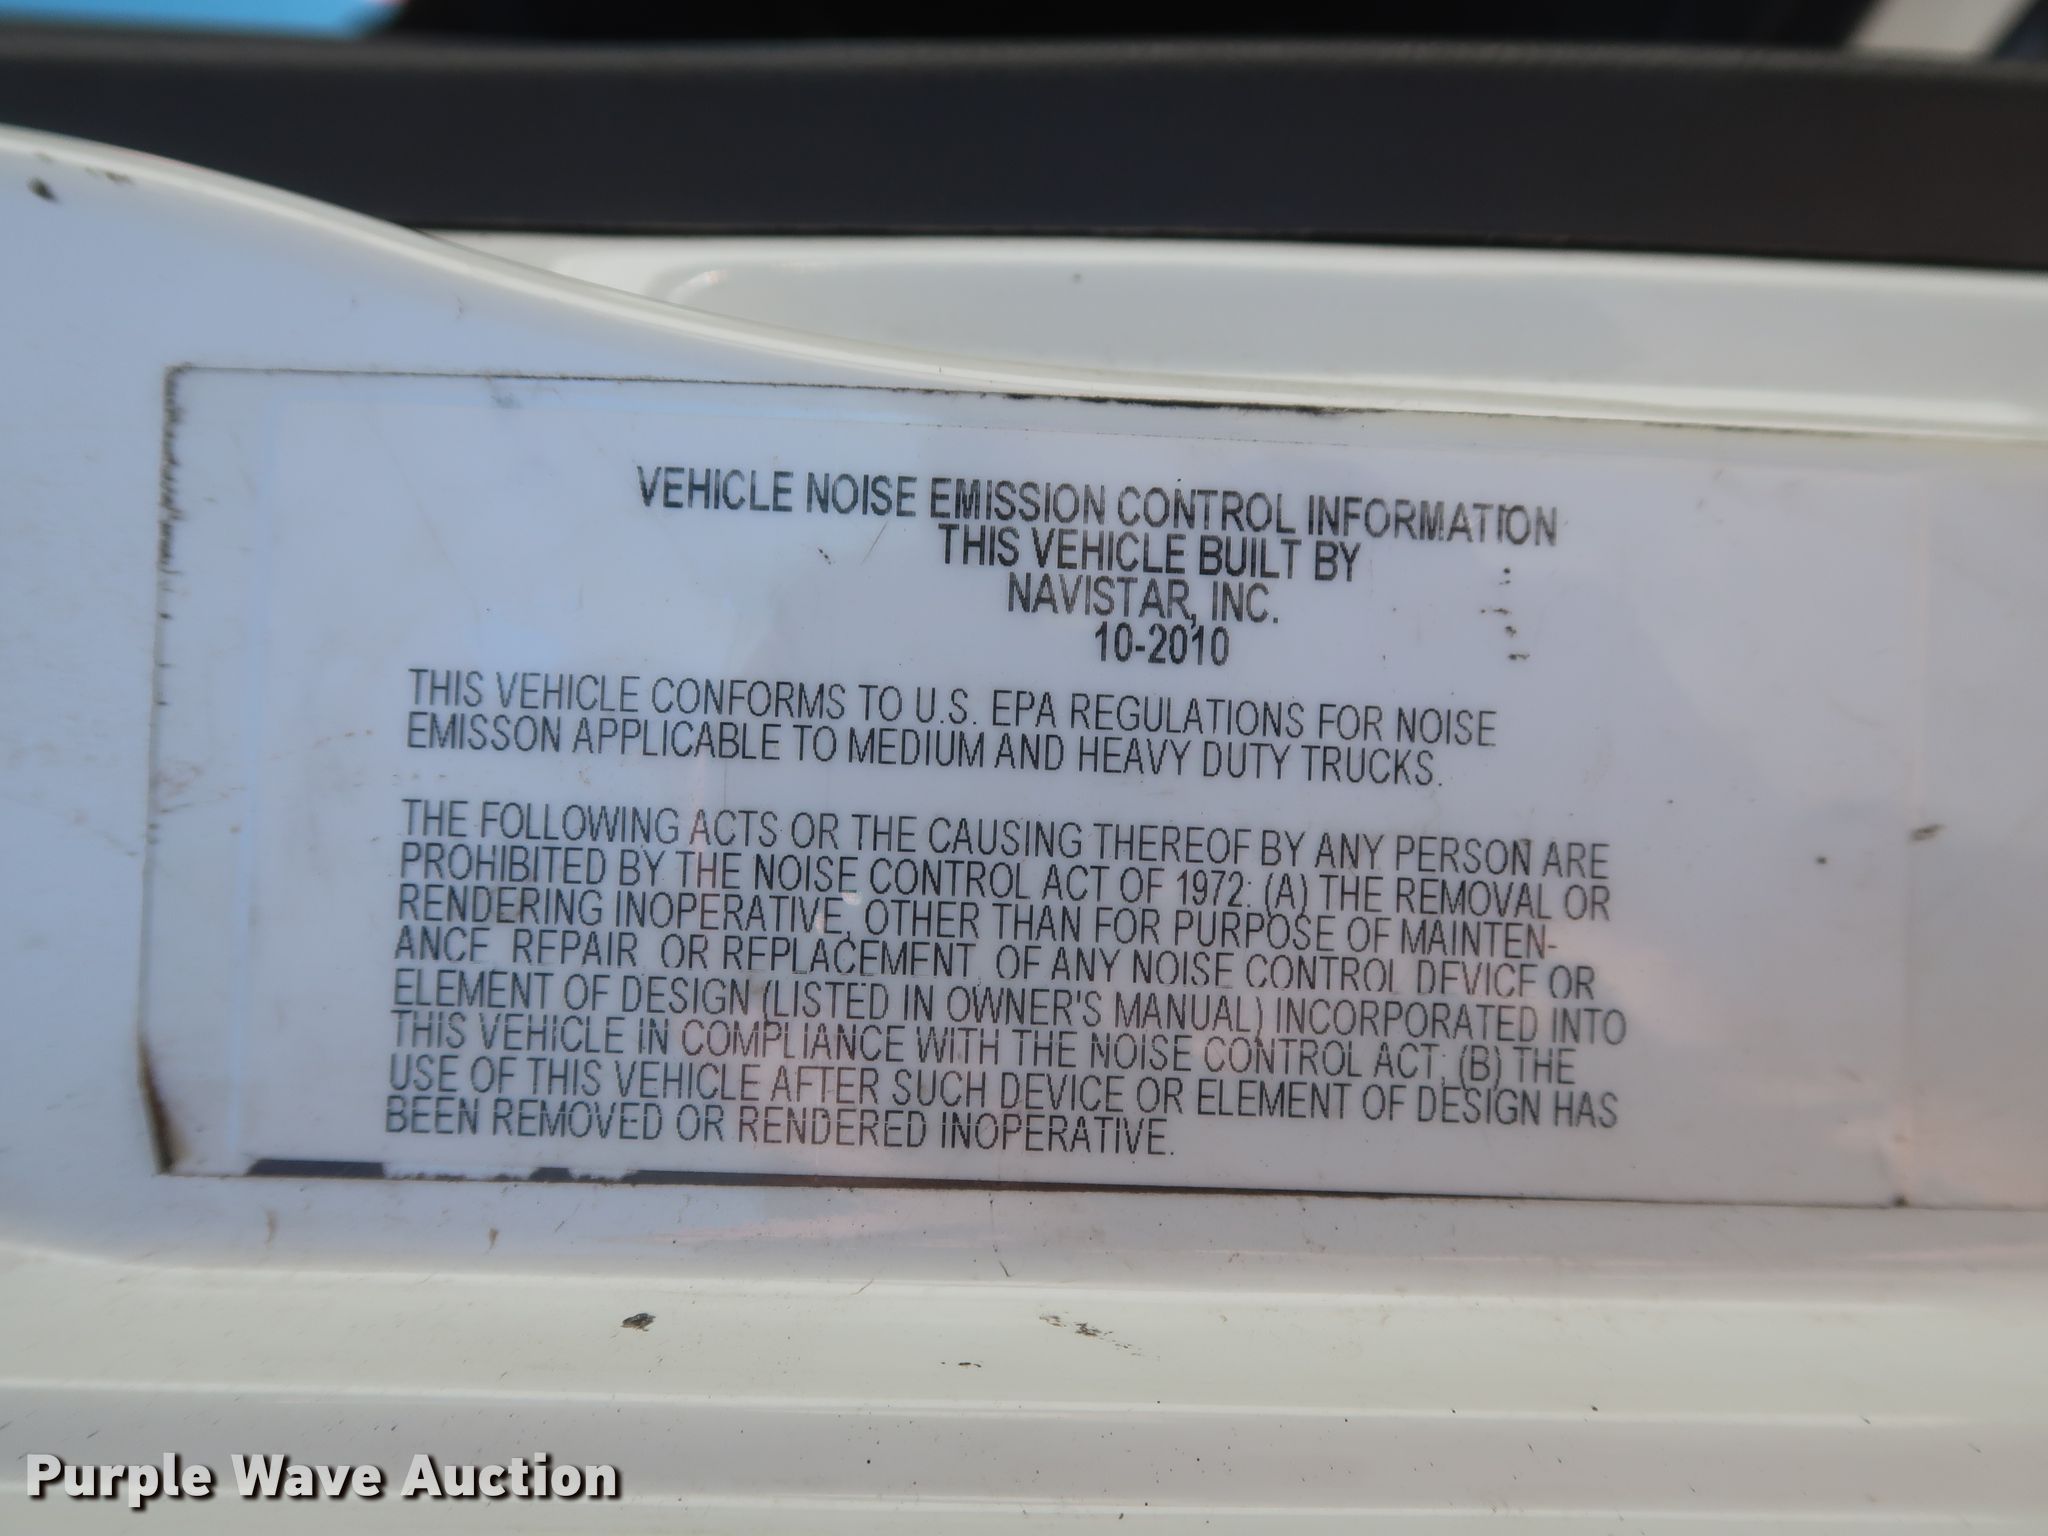 VEHICLE NOISE EMISSION CONTROL INFORMATION
THIS VEHICLE BUILT BY
NAVISTAR, INC.
10-2010
THIS VEHICLE CONFORMS TO U.S. EPA REGULATIONS FOR NOISE
EMISSON APPLICABLE TO MEDIUM AND HEAVY DUTY TRUCKS.
THE FOLLOWING ACTS OR THE CAUSING THEREOF BY ANY PERSON ARE
PROHIBITED BY THE NOISE CONTROL ACT OF 1972: (A) THE REMOVAL OR
RENDERING INOPERATIVE, OTHER THAN FOR PURPOSE OF MAINTEN-
ANCE, REPAIR, OR REPLACEMENT, OF ANY NOISE CONTROL DEVICE OR
ELEMENT OF DESIGN (LISTED IN OWNER'S MANUAL) INCORPORATED INTO
THIS VEHICLE IN COMPLIANCE WITH THE NOISE CONTROL ACT; (B) THE
USE OF THIS VEHICLE AFTER SUCH DEVICE OR ELEMENT OF DESIGN HAS
BEEN REMOVED OR RENDERED INOPERATIVE.
Purple Wave Auction